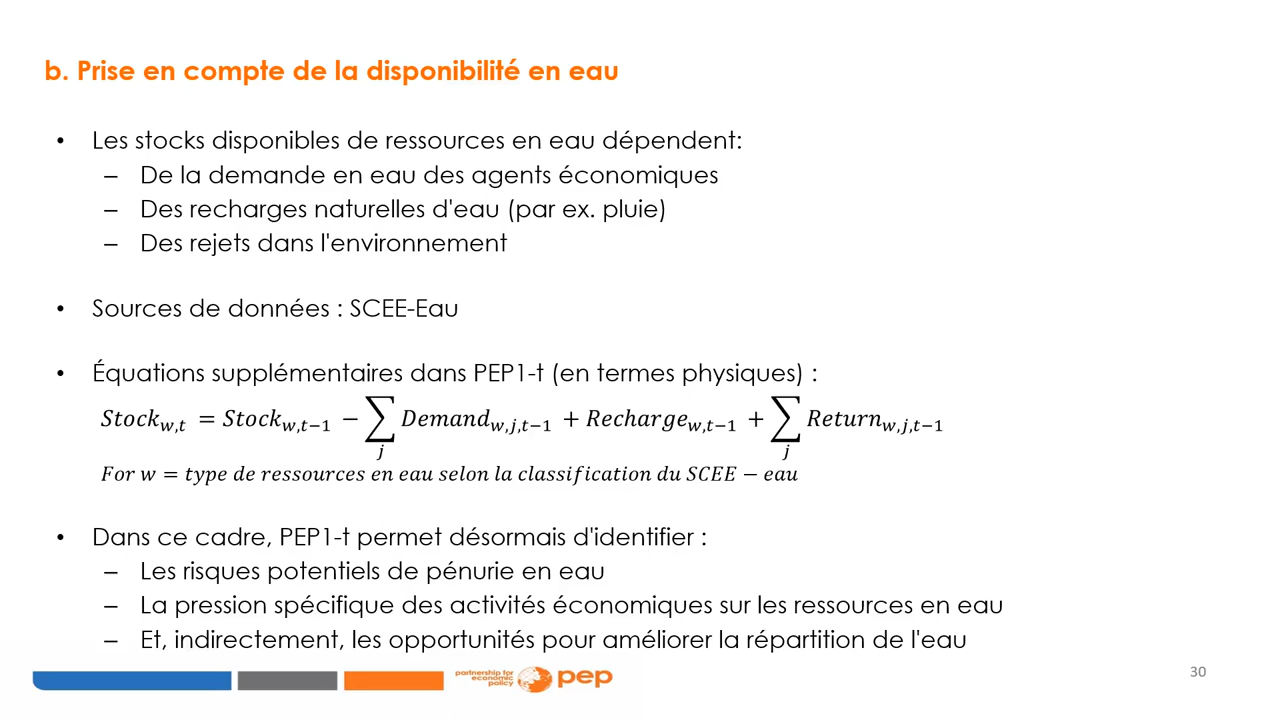 b. Prise en compte de la disponibilité en eau
• Les stocks disponibles de ressources en eau dépendent:
– De la demande en eau des agents économiques
– Des recharges naturelles d'eau (par ex. pluie)
– Des rejets dans l'environnement
• Sources de données : SCEE-Eau
• Équations supplémentaires dans PEP1-t (en termes physiques) :
Stock_{w,t} = Stock_{w,t−1} − ∑_j Demand_{w,j,t−1} + Recharge_{w,t−1} + ∑_j Return_{w,j,t−1}
For w = type de ressources en eau selon la classification du SCEE − eau
• Dans ce cadre, PEP1-t permet désormais d'identifier :
– Les risques potentiels de pénurie en eau
– La pression spécifique des activités économiques sur les ressources en eau
– Et, indirectement, les opportunités pour améliorer la répartition de l'eau
partnership for
economic
policy
pep
30